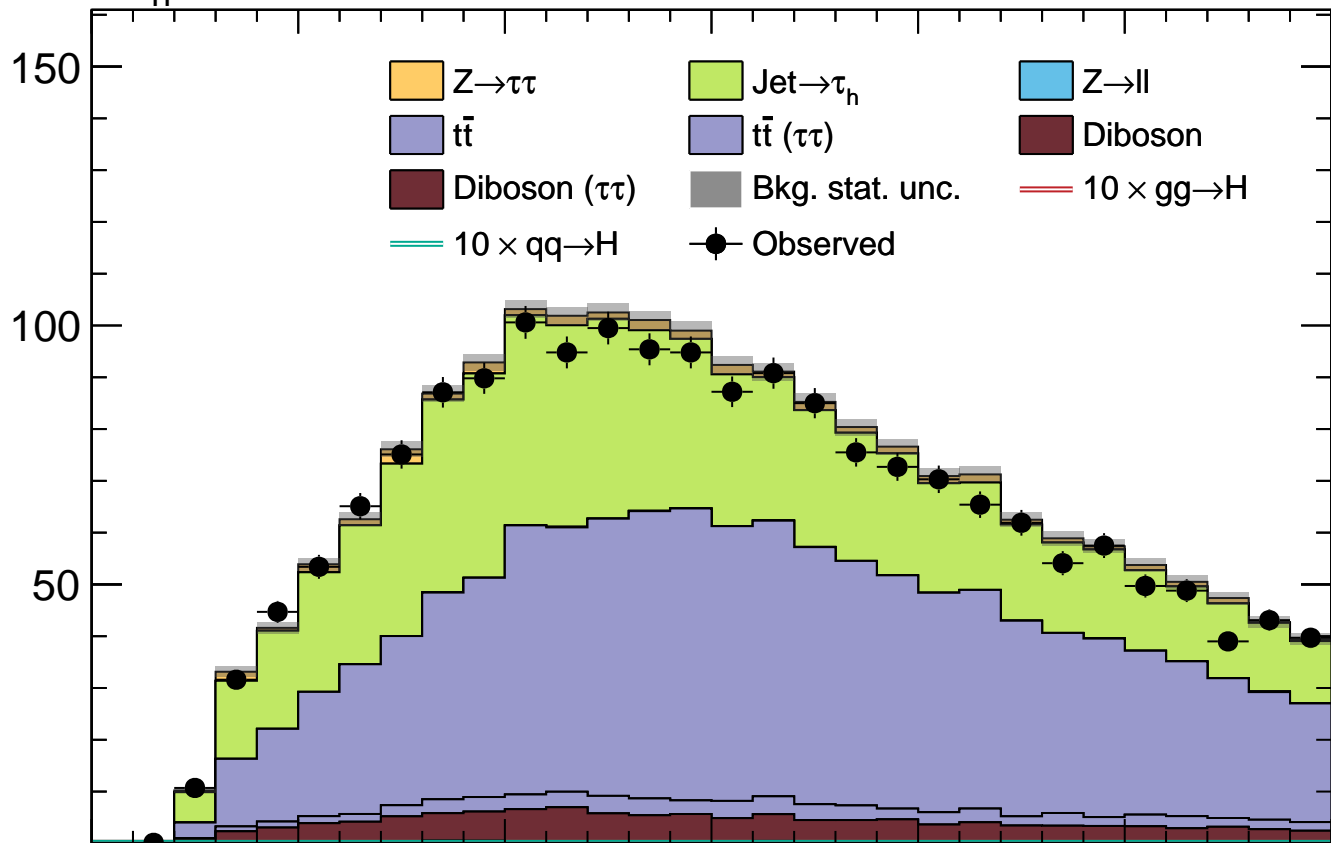 150
Z→ττ Jet→τh Z→ll
tt̄ tt̄ (ττ) Diboson
Diboson (ττ) Bkg. stat. unc. 10 × gg→H
10 × qq→H Observed
100
50